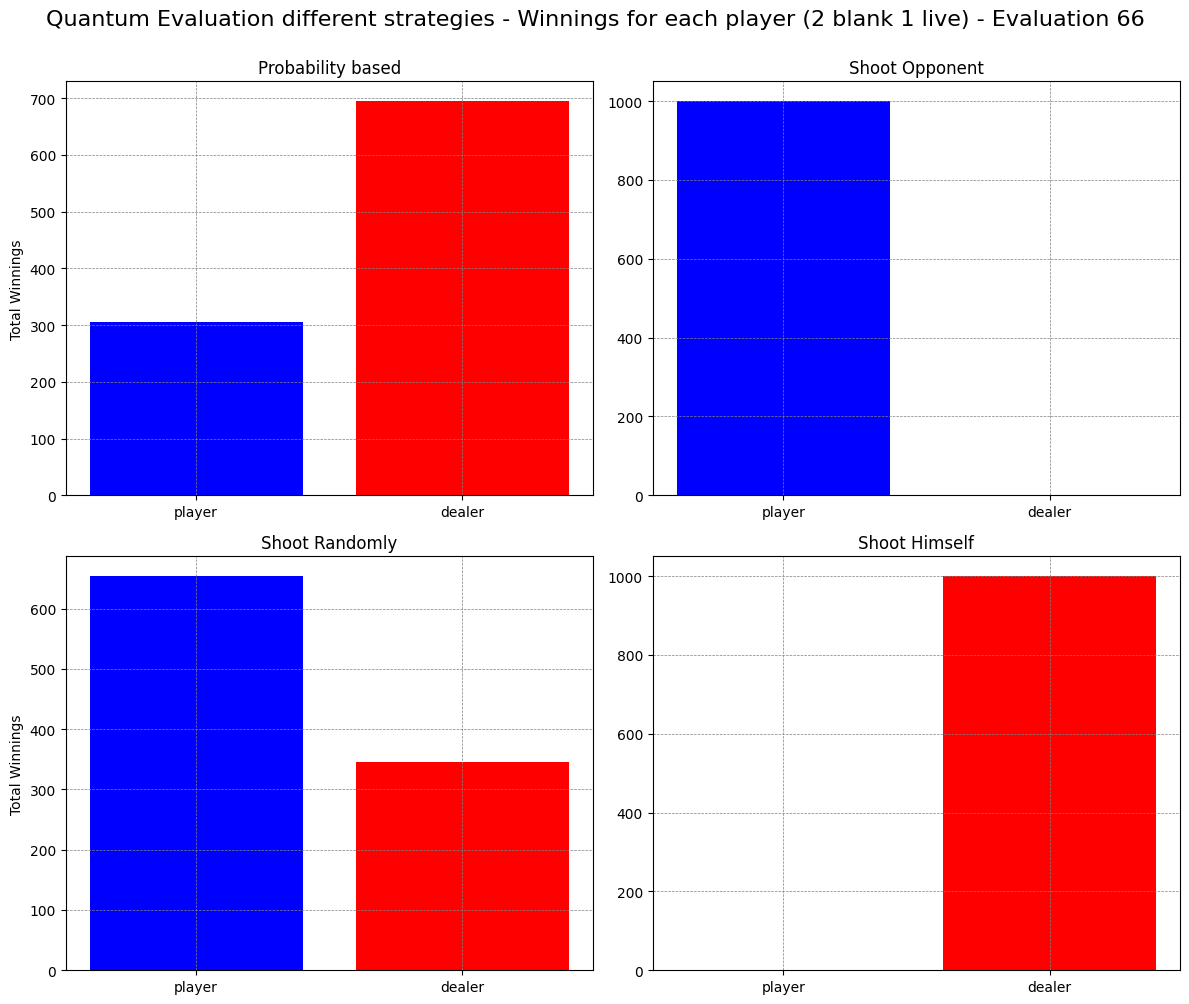 Quantum Evaluation different strategies - Winnings for each player (2 blank 1 live) - Evaluation 66
Probability based
Total Winnings
700
600
500
400
300
200
100
0
player dealer
Shoot Opponent
1000
800
600
400
200
0
player dealer
Shoot Randomly
Total Winnings
600
500
400
300
200
100
0
player dealer
Shoot Himself
1000
800
600
400
200
0
player dealer